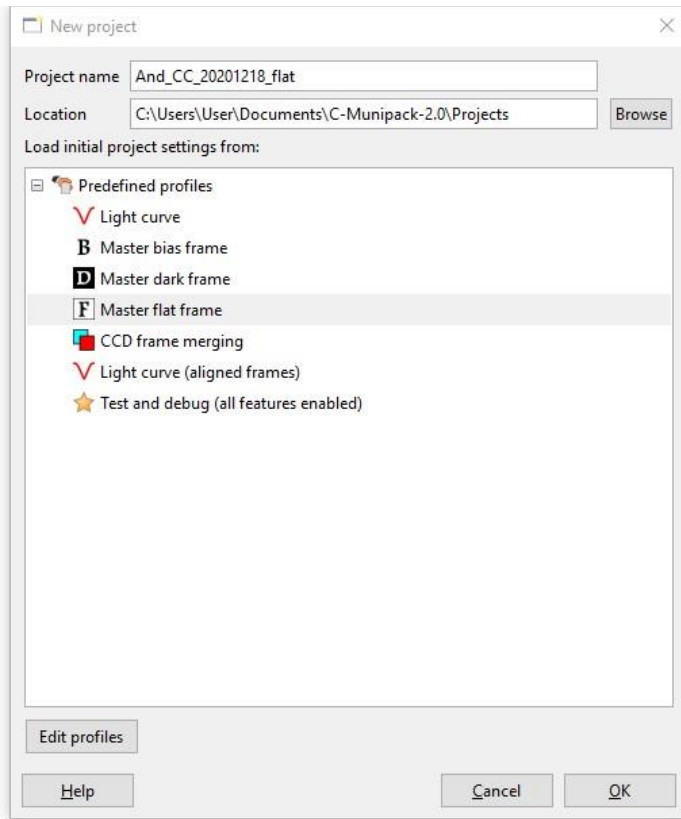 New project
Project name And_CC_20201218_flat
Location C:\Users\User\Documents\C-Munipack-2.0\Projects Browse
Load initial project settings from:
Predefined profiles
Light curve
B Master bias frame
D Master dark frame
F Master flat frame
CCD frame merging
Light curve (aligned frames)
Test and debug (all features enabled)
Edit profiles
Help Cancel OK